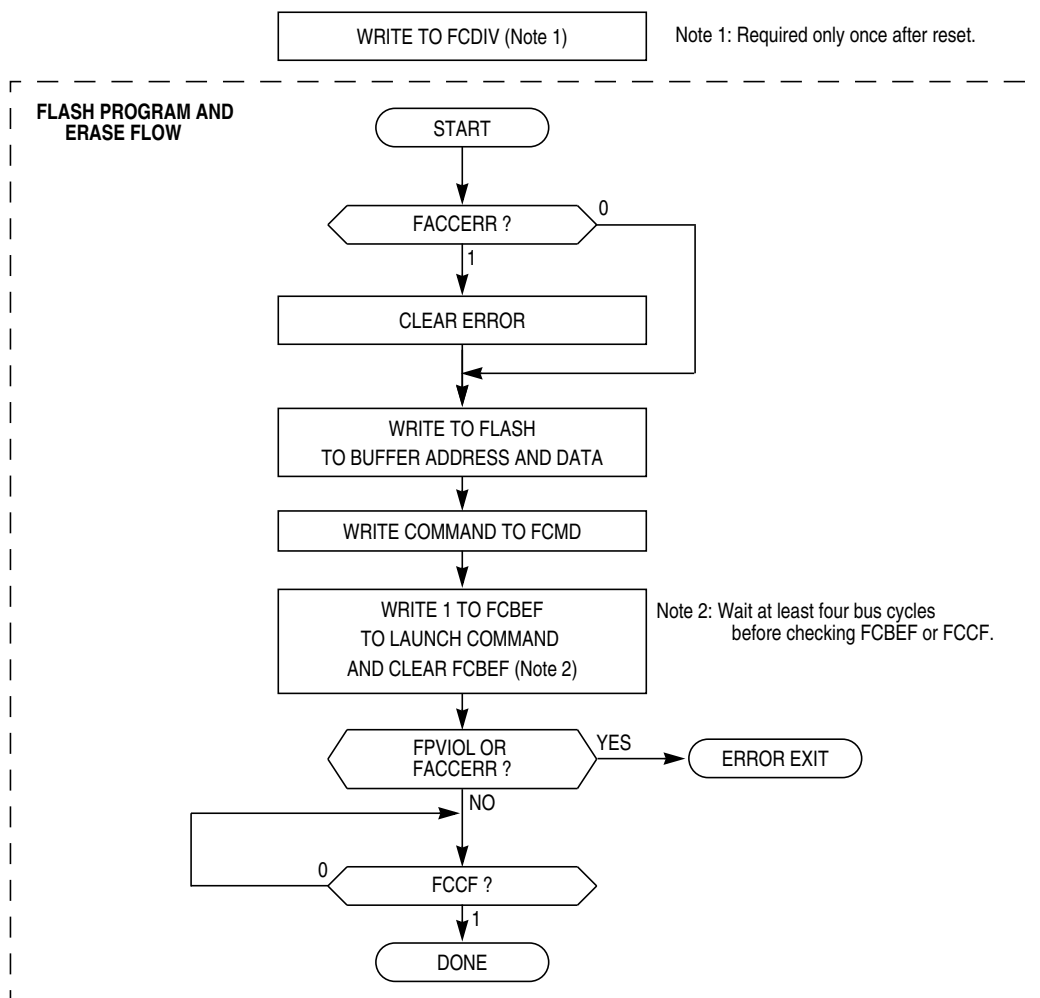 WRITE TO FCDIV (Note 1)
Note 1: Required only once after reset.
FLASH PROGRAM AND
ERASE FLOW
START
FACCERR ?
0
1
CLEAR ERROR
WRITE TO FLASH
TO BUFFER ADDRESS AND DATA
WRITE COMMAND TO FCMD
WRITE 1 TO FCBEF
TO LAUNCH COMMAND
AND CLEAR FCBEF (Note 2)
Note 2: Wait at least four bus cycles
before checking FCBEF or FCCF.
FPVIOL OR
FACCERR ?
YES
ERROR EXIT
NO
0
FCCF ?
1
DONE